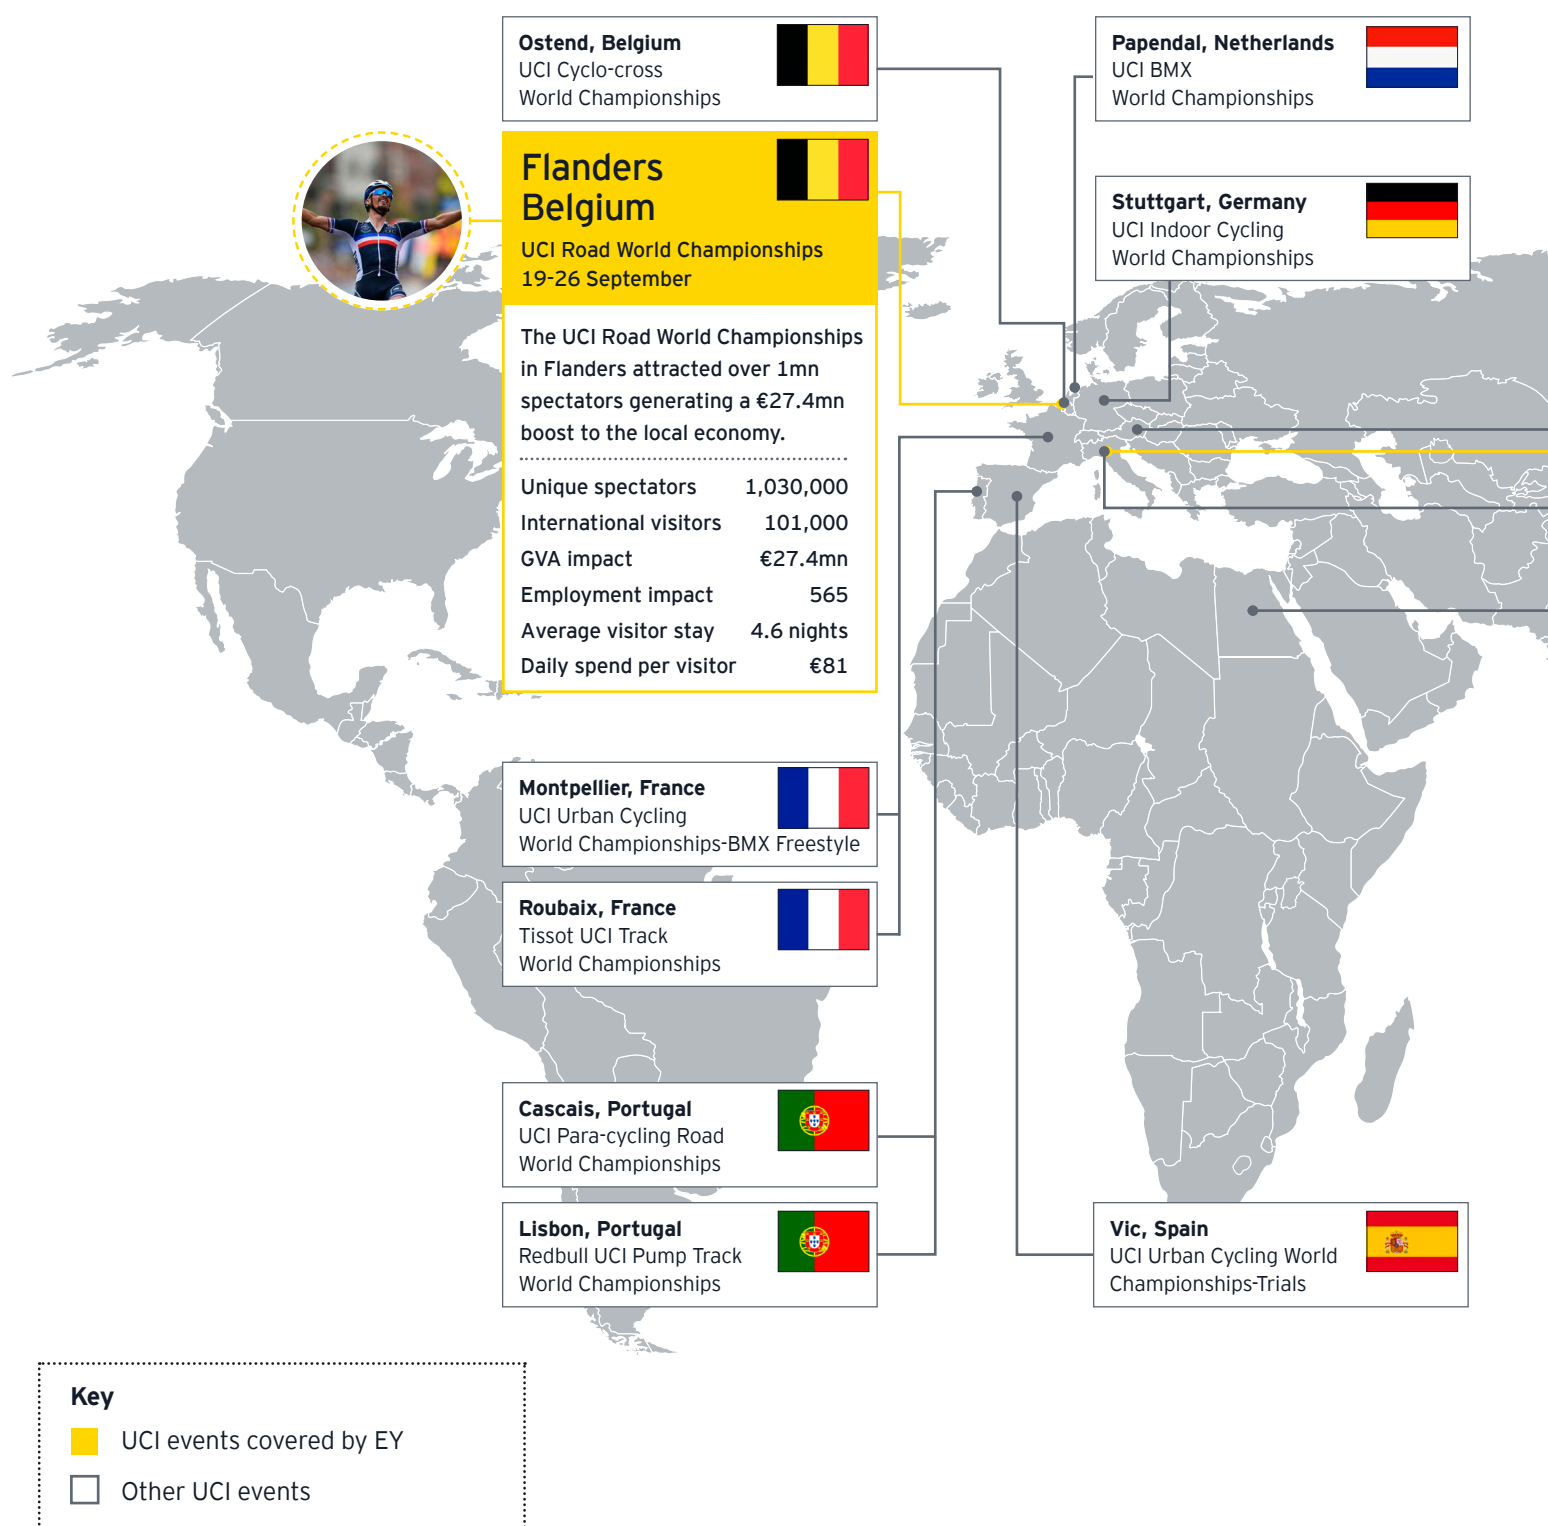 Ostend, Belgium
UCI Cyclo-cross
World Championships
Papendal, Netherlands
UCI BMX
World Championships
Flanders
Belgium
UCI Road World Championships
19-26 September
Stuttgart, Germany
UCI Indoor Cycling
World Championships
The UCI Road World Championships
in Flanders attracted over 1mn
spectators generating a €27.4mn
boost to the local economy.
Unique spectators 1,030,000
International visitors 101,000
GVA impact €27.4mn
Employment impact 565
Average visitor stay 4.6 nights
Daily spend per visitor €81
Montpellier, France
UCI Urban Cycling
World Championships-BMX Freestyle
Roubaix, France
Tissot UCI Track
World Championships
Cascais, Portugal
UCI Para-cycling Road
World Championships
Lisbon, Portugal
Redbull UCI Pump Track
World Championships
Vic, Spain
UCI Urban Cycling World
Championships-Trials
Key
UCI events covered by EY
Other UCI events